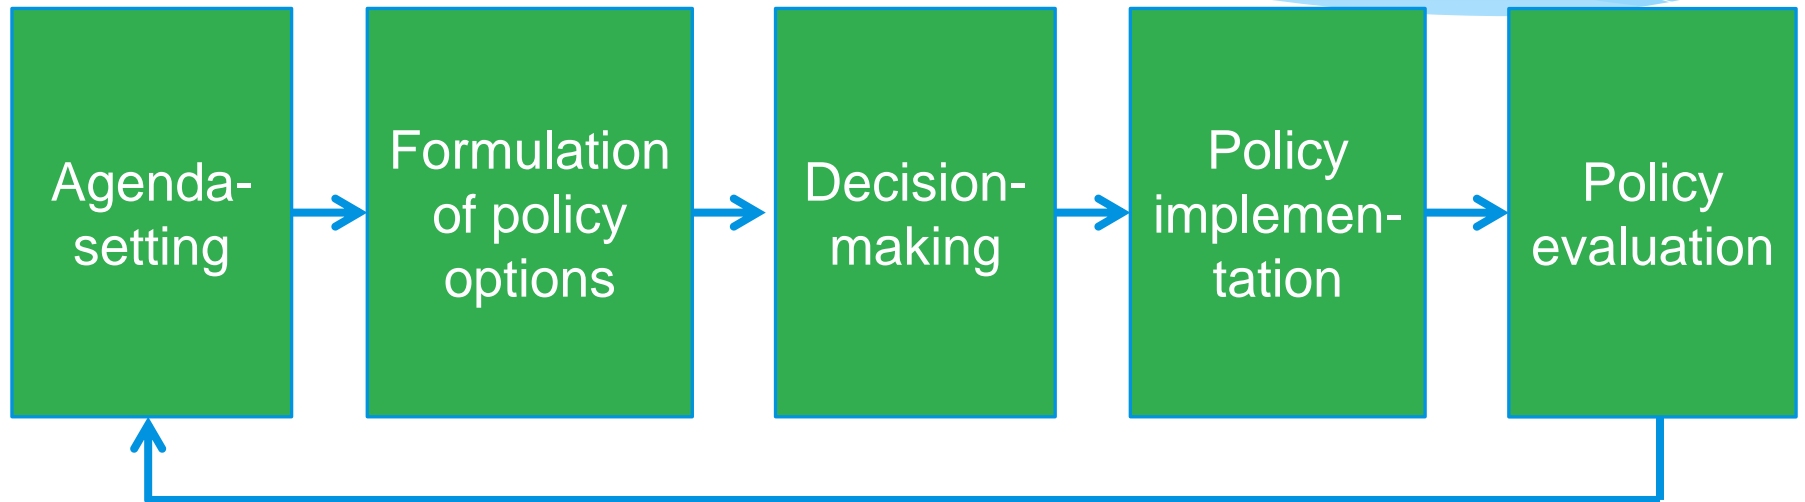 Agenda-
setting
Formulation
of policy
options
Decision-
making
Policy
implemen-
tation
Policy
evaluation